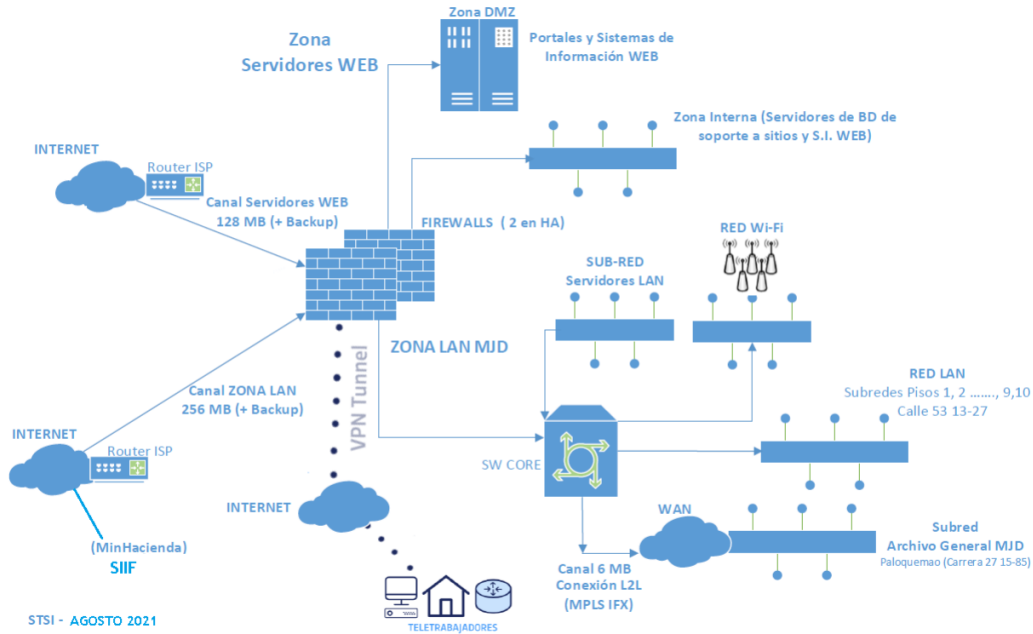 Zona DMZ
Zona
Servidores WEB
Portales y Sistemas de
Información WEB
Zona Interna (Servidores de BD de
soporte a sitios y S.I. WEB)
INTERNET
Router ISP
Canal Servidores WEB
128 MB (+ Backup)
FIREWALLS ( 2 en HA)
RED Wi-Fi
SUB-RED
Servidores LAN
ZONA LAN MJD
VPN Tunnel
RED LAN
Subredes Pisos 1, 2 ......., 9,10
Calle 53 13-27
Canal ZONA LAN
256 MB (+ Backup)
INTERNET
Router ISP
SW CORE
INTERNET
WAN
Subred
Archivo General MJD
Paloquemao (Carrera 27 15-85)
(MinHacienda)
SIIF
Canal 6 MB
Conexión L2L
(MPLS IFX)
TELETRABAJADORES
STSI - AGOSTO 2021